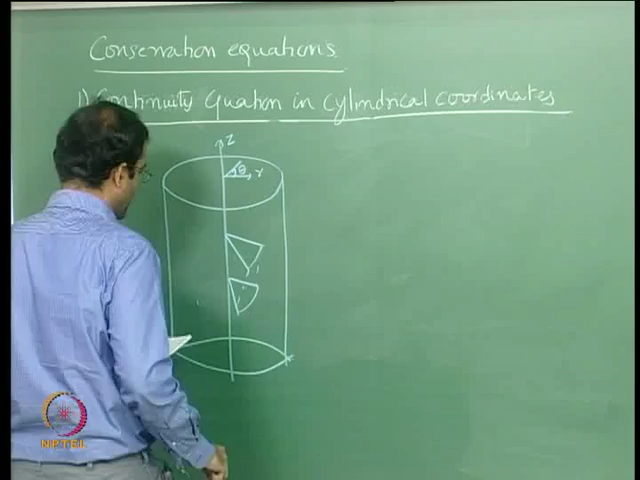 Conservation equations
1) Continuity Equation in cylindrical coordinates
z
θ
r
NPTEL